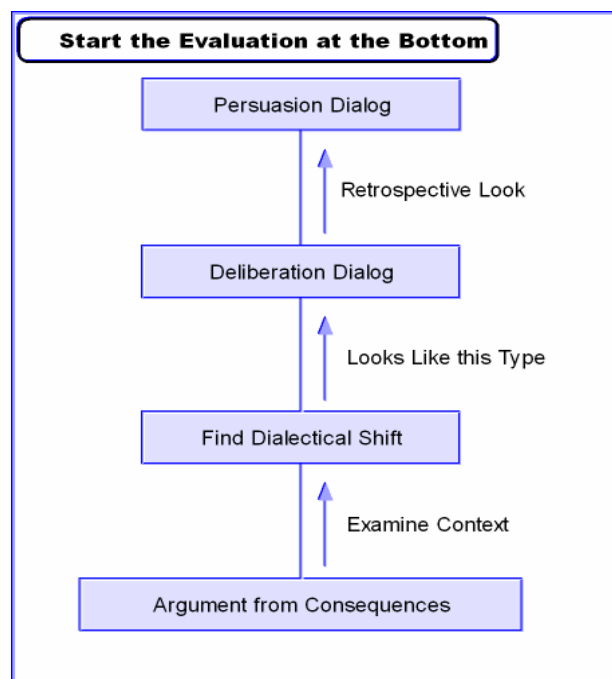 Start the Evaluation at the Bottom
Persuasion Dialog
Retrospective Look
Deliberation Dialog
Looks Like this Type
Find Dialectical Shift
Examine Context
Argument from Consequences